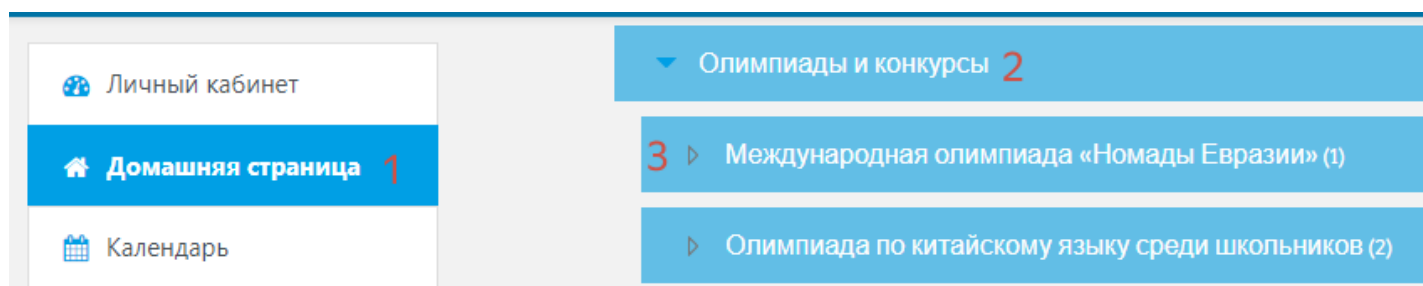 Личный кабинет
Домашняя страница 1
Календарь
Олимпиады и конкурсы 2
3 Международная олимпиада «Номады Евразии» (1)
Олимпиада по китайскому языку среди школьников (2)